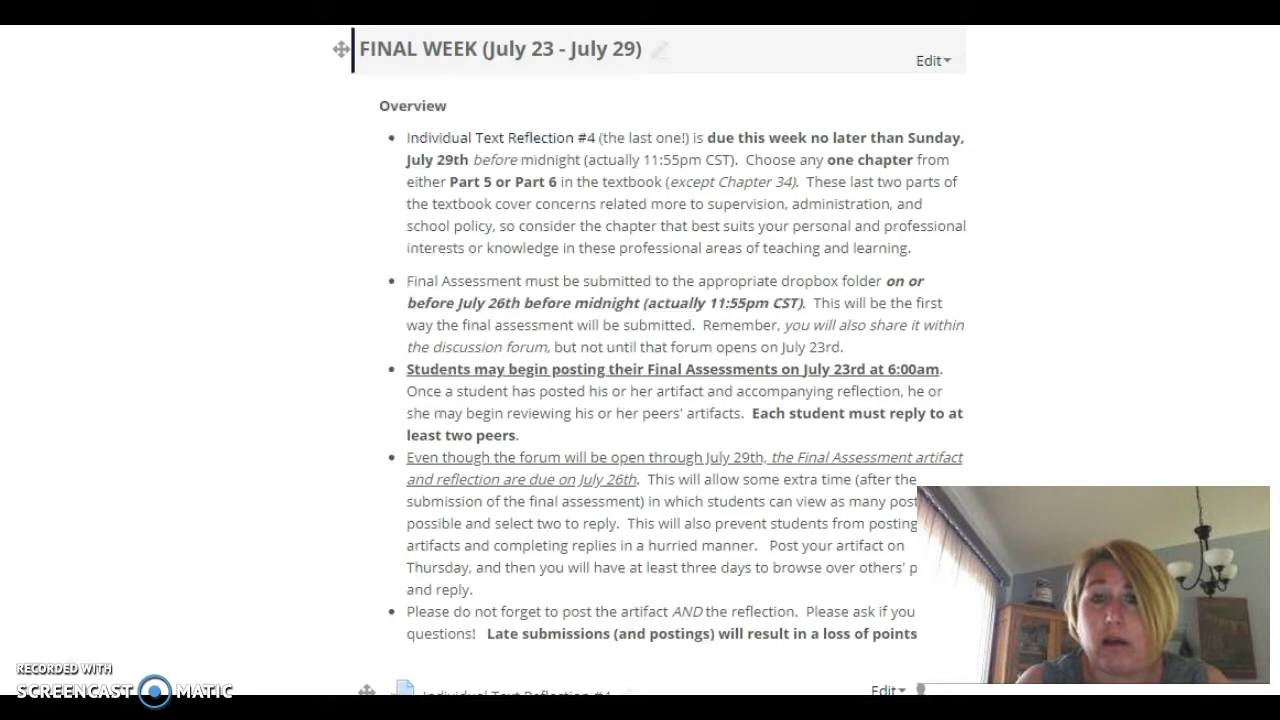 FINAL WEEK (July 23 - July 29)
Edit
Overview
Individual Text Reflection #4 (the last one!) is due this week no later than Sunday,
July 29th before midnight (actually 11:55pm CST).  Choose any one chapter from
either Part 5 or Part 6 in the textbook (except Chapter 34).  These last two parts of
the textbook cover concerns related more to supervision, administration, and
school policy, so consider the chapter that best suits your personal and professional
interests or knowledge in these professional areas of teaching and learning.
Final Assessment must be submitted to the appropriate dropbox folder on or
before July 26th before midnight (actually 11:55pm CST).  This will be the first
way the final assessment will be submitted.  Remember, you will also share it within
the discussion forum, but not until that forum opens on July 23rd.
Students may begin posting their Final Assessments on July 23rd at 6:00am.
Once a student has posted his or her artifact and accompanying reflection, he or
she may begin reviewing his or her peers' artifacts.  Each student must reply to at
least two peers.
Even though the forum will be open through July 29th, the Final Assessment artifact
and reflection are due on July 26th.  This will allow some extra time (after the
submission of the final assessment) in which students can view as many post
possible and select two to reply.  This will also prevent students from posting
artifacts and completing replies in a hurried manner.   Post your artifact on
Thursday, and then you will have at least three days to browse over others' p
and reply.
Please do not forget to post the artifact AND the reflection.  Please ask if you
questions!   Late submissions (and postings) will result in a loss of points
Individual Text Reflection #4
Edit
RECORDED WITH
SCREENCAST MATIC